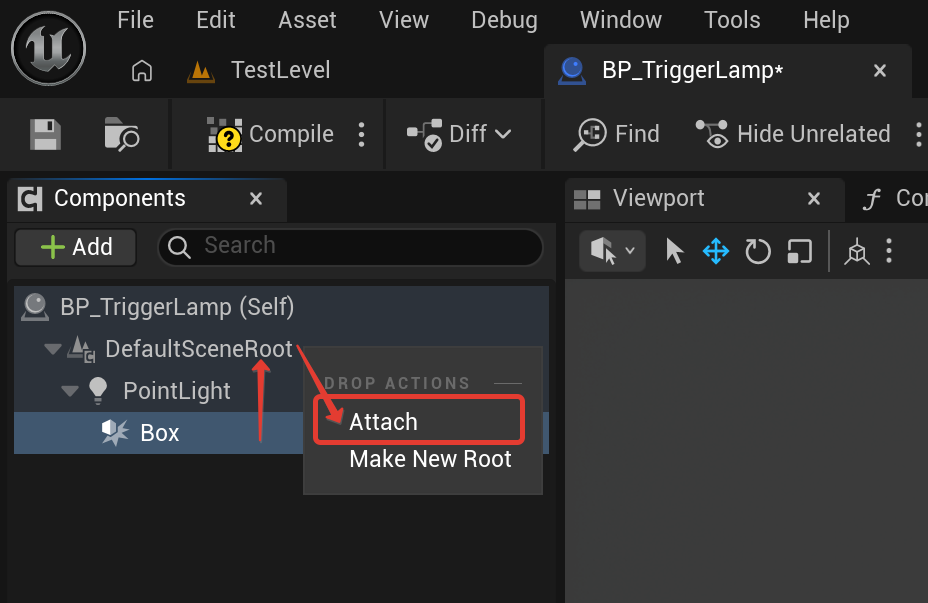 File Edit Asset View Debug Window Tools Help
TestLevel BP_TriggerLamp*
Compile Diff Find Hide Unrelated
Components Viewport Co
Add Search
BP_TriggerLamp (Self)
DefaultSceneRoot
DROP ACTIONS
PointLight
Attach
Box
Make New Root